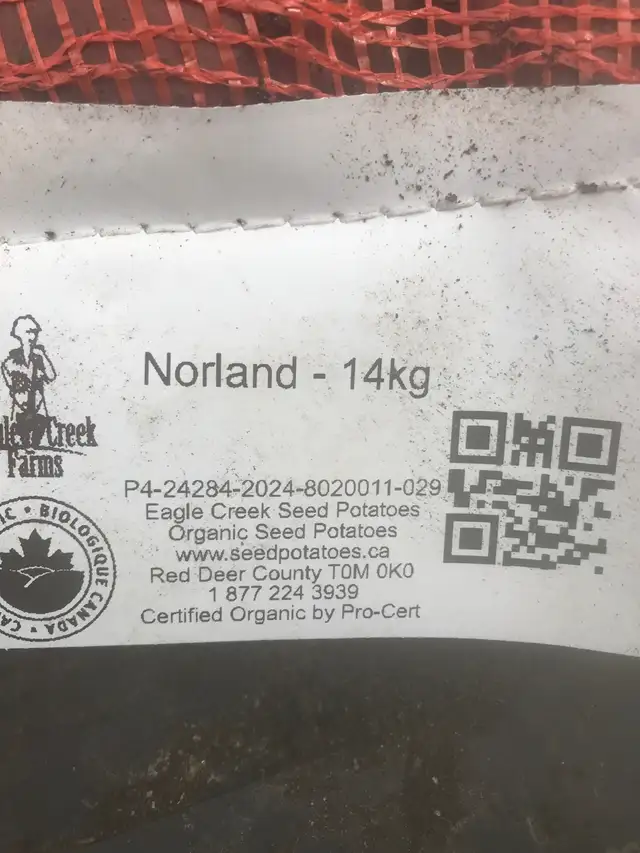 Norland - 14kg
Creek
Farms
P4-24284-2024-8020011-029
Eagle Creek Seed Potatoes
Organic Seed Potatoes
www.seedpotatoes.ca
Red Deer County T0M 0K0
1 877 224 3939
Certified Organic by Pro-Cert
BIOLOGIQUE CANADA